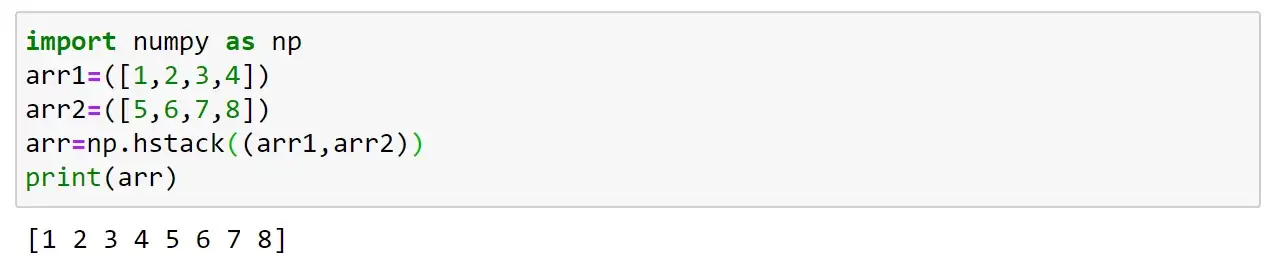 import numpy as np
arr1=([1,2,3,4])
arr2=([5,6,7,8])
arr=np.hstack((arr1,arr2))
print(arr)
[1 2 3 4 5 6 7 8]